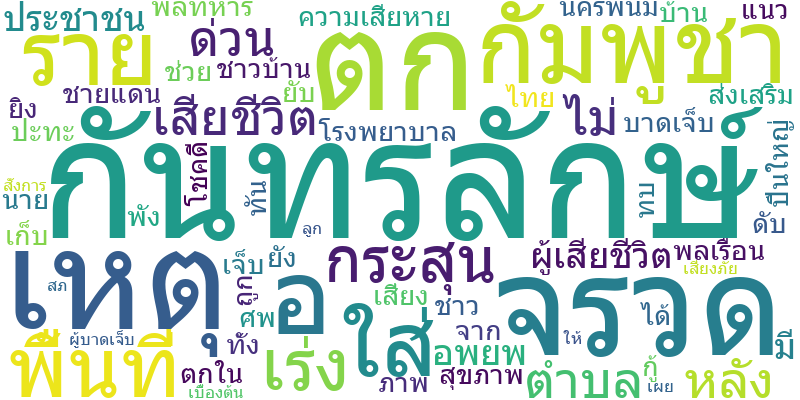 ประชาชน
พลทหาร
ความเสียหาย
นครพนม
บ้าน
แนว
ราย
ด่วน
ตก
กัมพูชา
ช่วย
ชาวบ้าน
ยับ
ไทย
ส่งเสริม
ชายแดน
ยิง
เสียชีวิต
โรงพยาบาล
ไม่
บาดเจ็บ
ปะทะ
กันทรลักษ์
โชคดี
ปืนใหญ่
สั่งการ
นาย
พัง
ทัน
ทบ
ดับ
เก็บ
ลูก
เหตุ
เจ็บ
ยัง
กระสุน
ผู้เสียชีวิต
พลเรือน
เสียงภัย
สภ
ถูก
อ
เสียง
ชาว
จรวด
ได้
ศพ
ใส่
จาก
ให้
มี
พื้นที่
ผู้บาดเจ็บ
ทั้ง
เร่ง
อพยพ
ตกใน
ภาพ
สุขภาพ
ตำบล
กู้
หลัง
เบื้องต้น
เผย